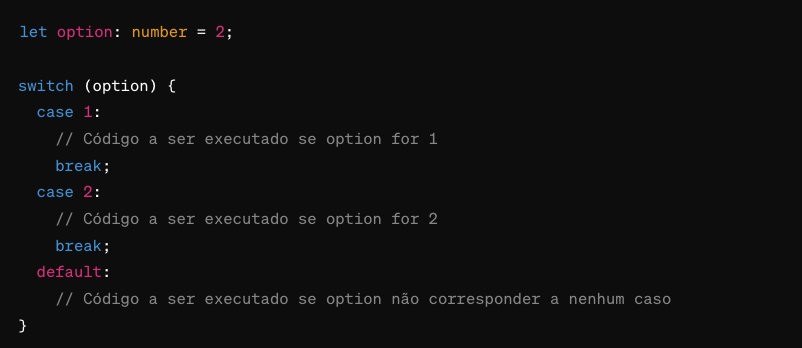 let option: number = 2;
switch (option) {
case 1:
// Código a ser executado se option for 1
break;
case 2:
// Código a ser executado se option for 2
break;
default:
// Código a ser executado se option não corresponder a nenhum caso
}